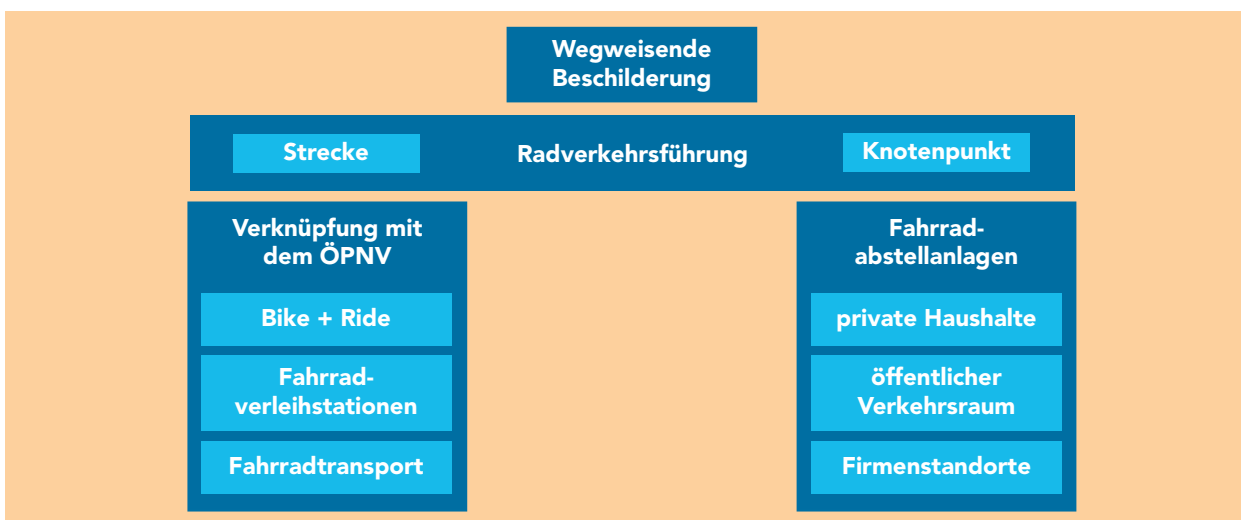 Wegweisende
Beschilderung
Strecke
Radverkehrsführung
Knotenpunkt
Verknüpfung mit
dem ÖPNV
Bike + Ride
Fahrrad-
verleihstationen
Fahrradtransport
Fahrrad-
abstellanlagen
private Haushalte
öffentlicher
Verkehrsraum
Firmenstandorte